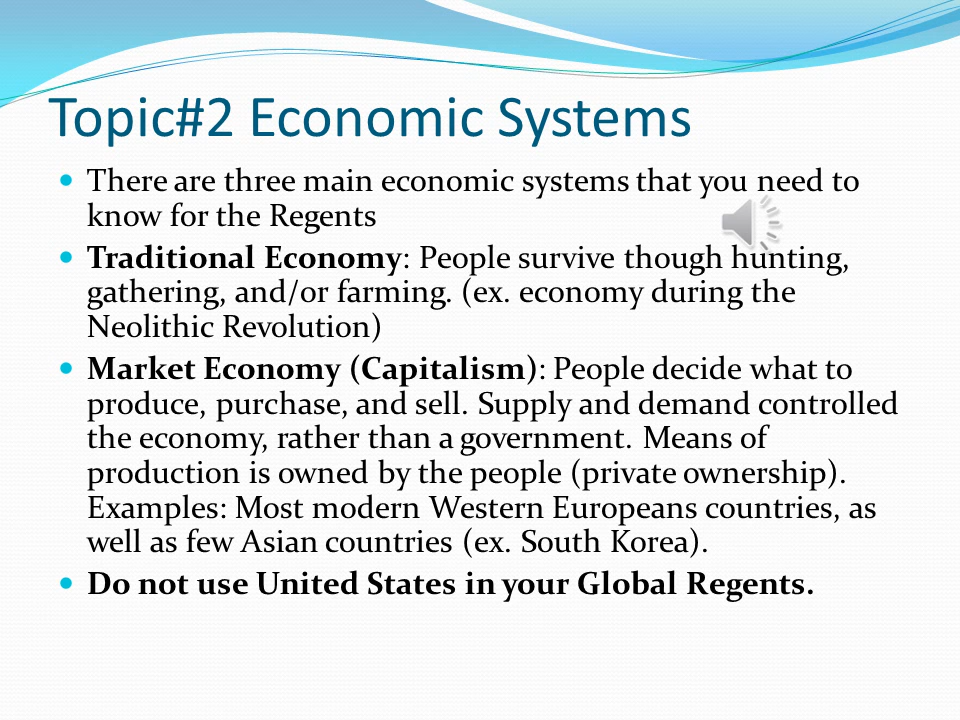 Topic#2 Economic Systems
There are three main economic systems that you need to
know for the Regents
Traditional Economy: People survive though hunting,
gathering, and/or farming. (ex. economy during the
Neolithic Revolution)
Market Economy (Capitalism): People decide what to
produce, purchase, and sell. Supply and demand controlled
the economy, rather than a government. Means of
production is owned by the people (private ownership).
Examples: Most modern Western Europeans countries, as
well as few Asian countries (ex. South Korea).
Do not use United States in your Global Regents.